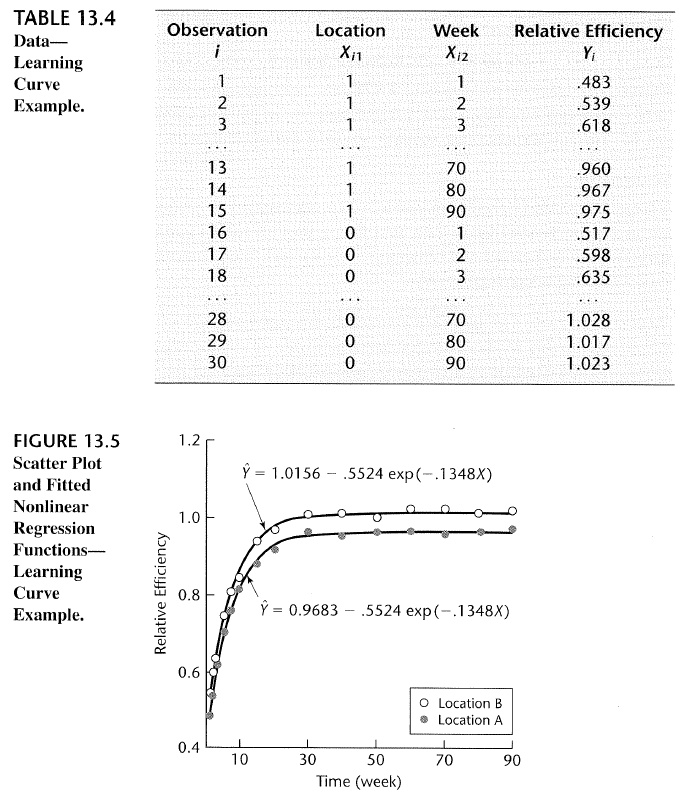 TABLE 13.4
Data—
Learning
Curve
Example.
Observation Location Week Relative Efficiency
i Xi1 Xi2 Yi
1 1 1 .483
2 1 2 .539
3 1 3 .618
... ... ... ...
13 1 70 .960
14 1 80 .967
15 1 90 .975
16 0 1 .517
17 0 2 .598
18 0 3 .635
... ... ... ...
28 0 70 1.028
29 0 80 1.017
30 0 90 1.023
FIGURE 13.5
Scatter Plot
and Fitted
Nonlinear
Regression
Functions—
Learning
Curve
Example.
1.2
Ŷ = 1.0156 − .5524 exp(−.1348X)
1.0
Relative Efficiency
0.8
Ŷ = 0.9683 − .5524 exp(−.1348X)
0.6
Location B
Location A
0.4
10 30 50 70 90
Time (week)